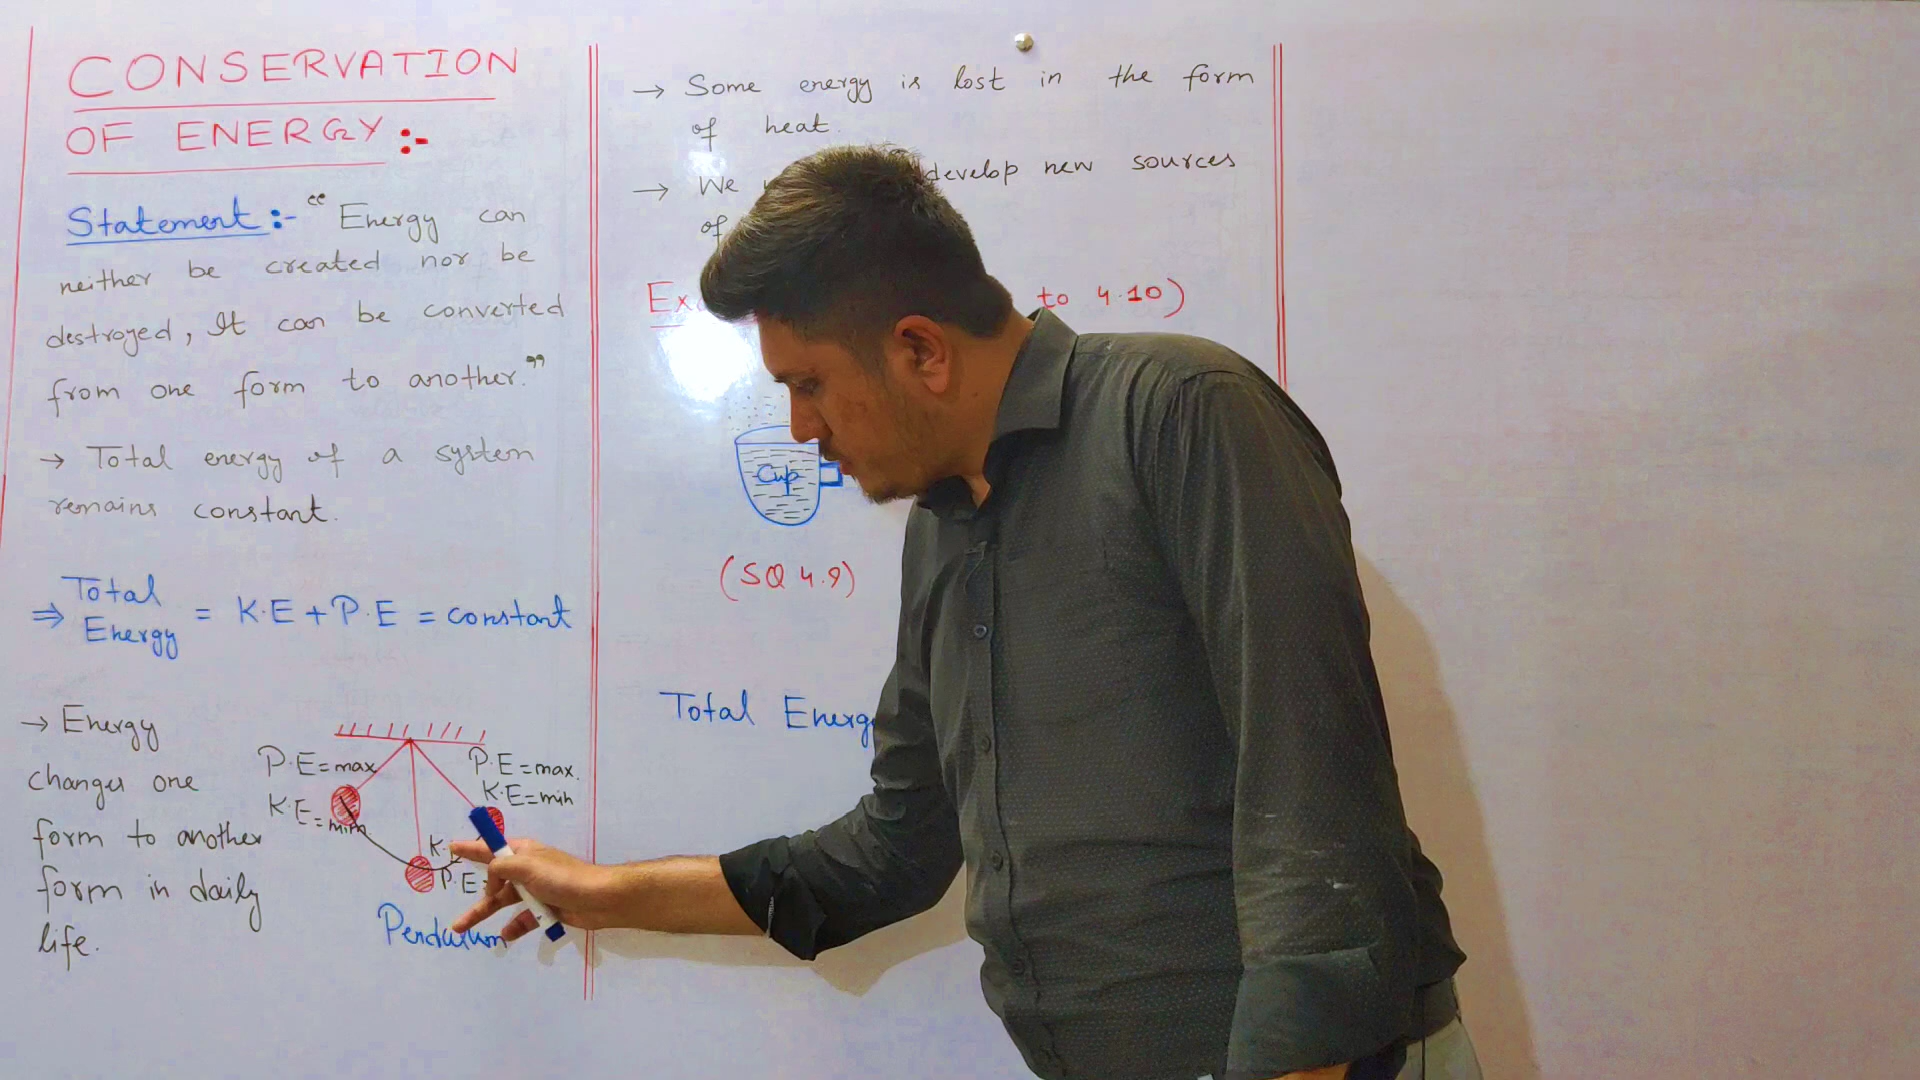 CONSERVATION
OF ENERGY :-
Statement :- “ Energy can
neither be created nor be
destroyed, It can be converted
from one form to another.”
→ Total energy of a system
remains constant.
⇒ Total Energy = K.E + P.E = constant
→ Energy
changes one
form to another
form in daily
life.
P.E = max
K.E = mim
P.E = max.
K.E = min
K.
P.E =
Pendulum
→ Some energy is lost in the form
of heat.
→ We develop new sources
of
to 4.10)
Cup
(SQ 4.9)
Total Energy